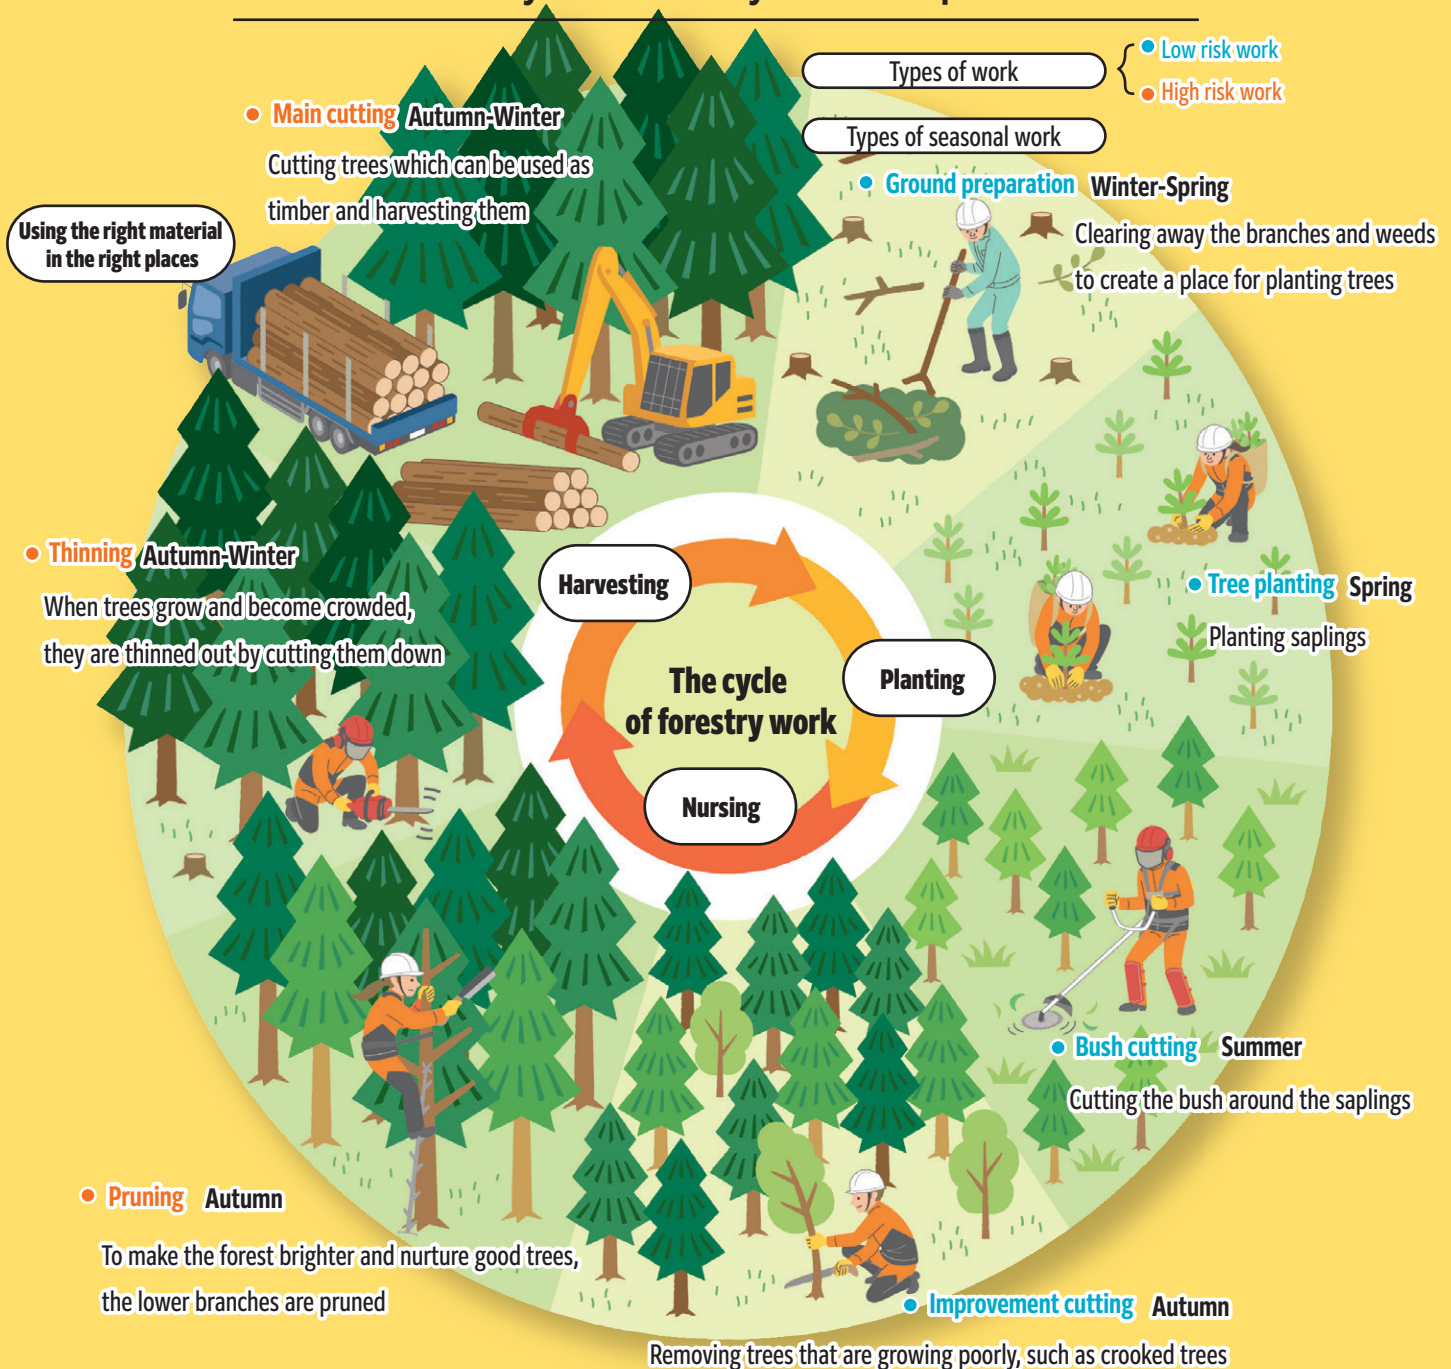 Types of work
Low risk work
High risk work
Types of seasonal work
Main cutting Autumn-Winter
Cutting trees which can be used as
timber and harvesting them
Using the right material
in the right places
Ground preparation Winter-Spring
Clearing away the branches and weeds
to create a place for planting trees
Tree planting Spring
Planting saplings
Bush cutting Summer
Cutting the bush around the saplings
Improvement cutting Autumn
Removing trees that are growing poorly, such as crooked trees
Pruning Autumn
To make the forest brighter and nurture good trees,
the lower branches are pruned
Thinning Autumn-Winter
When trees grow and become crowded,
they are thinned out by cutting them down
Harvesting
Planting
Nursing
The cycle
of forestry work